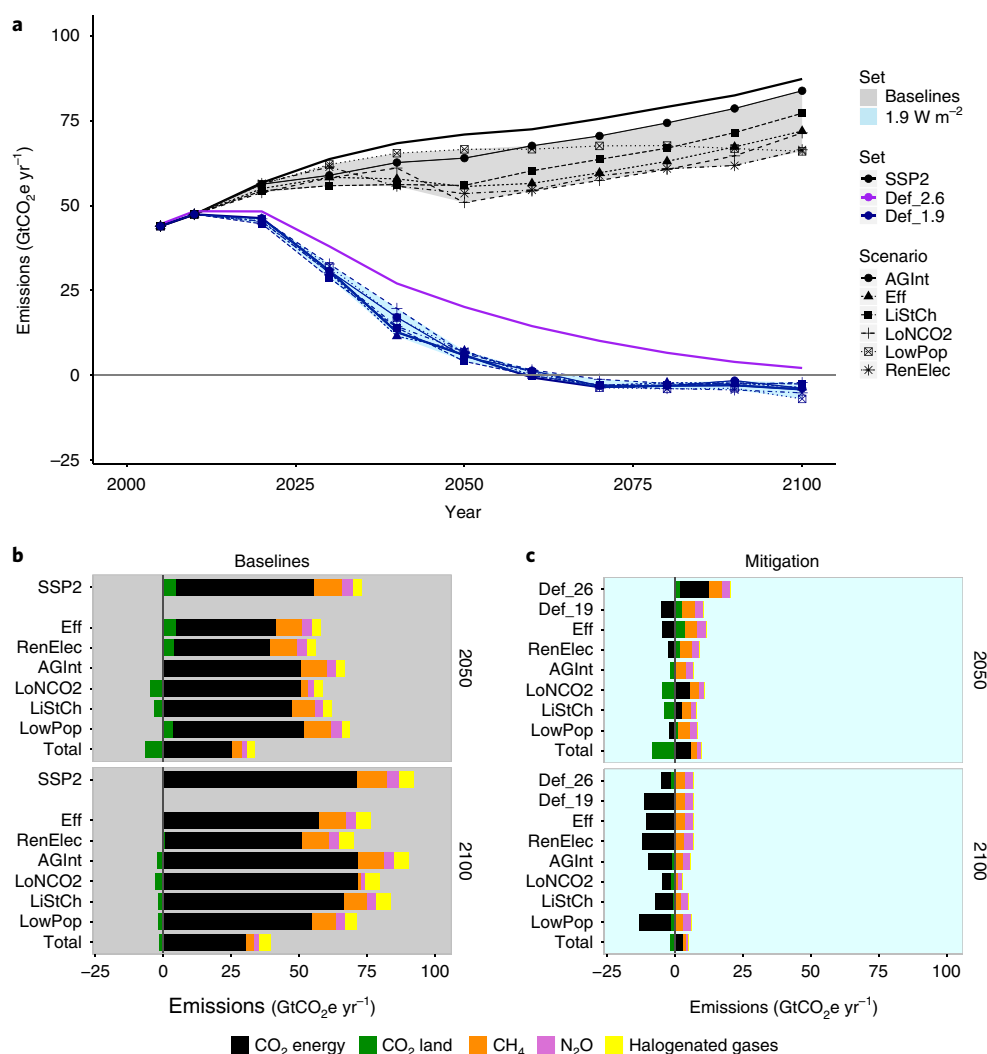 a
100
75
50
25
0
−25
Emissions (GtCO2e yr−1)
2000
2025
2050
2075
2100
Year
Set
Baselines
1.9 W m−2
Set
SSP2
Def_2.6
Def_1.9
Scenario
AGInt
Eff
LiStCh
LoNCO2
LowPop
RenElec
b
Baselines
SSP2
Eff
RenElec
AGInt
LoNCO2
LiStCh
LowPop
Total
2050
SSP2
Eff
RenElec
AGInt
LoNCO2
LiStCh
LowPop
Total
2100
−25
0
25
50
75
100
Emissions (GtCO2e yr−1)
c
Mitigation
Def_26
Def_19
Eff
RenElec
AGInt
LoNCO2
LiStCh
LowPop
Total
2050
Def_26
Def_19
Eff
RenElec
AGInt
LoNCO2
LiStCh
LowPop
Total
2100
−25
0
25
50
75
100
Emissions (GtCO2e yr−1)
CO2 energy
CO2 land
CH4
N2O
Halogenated gases